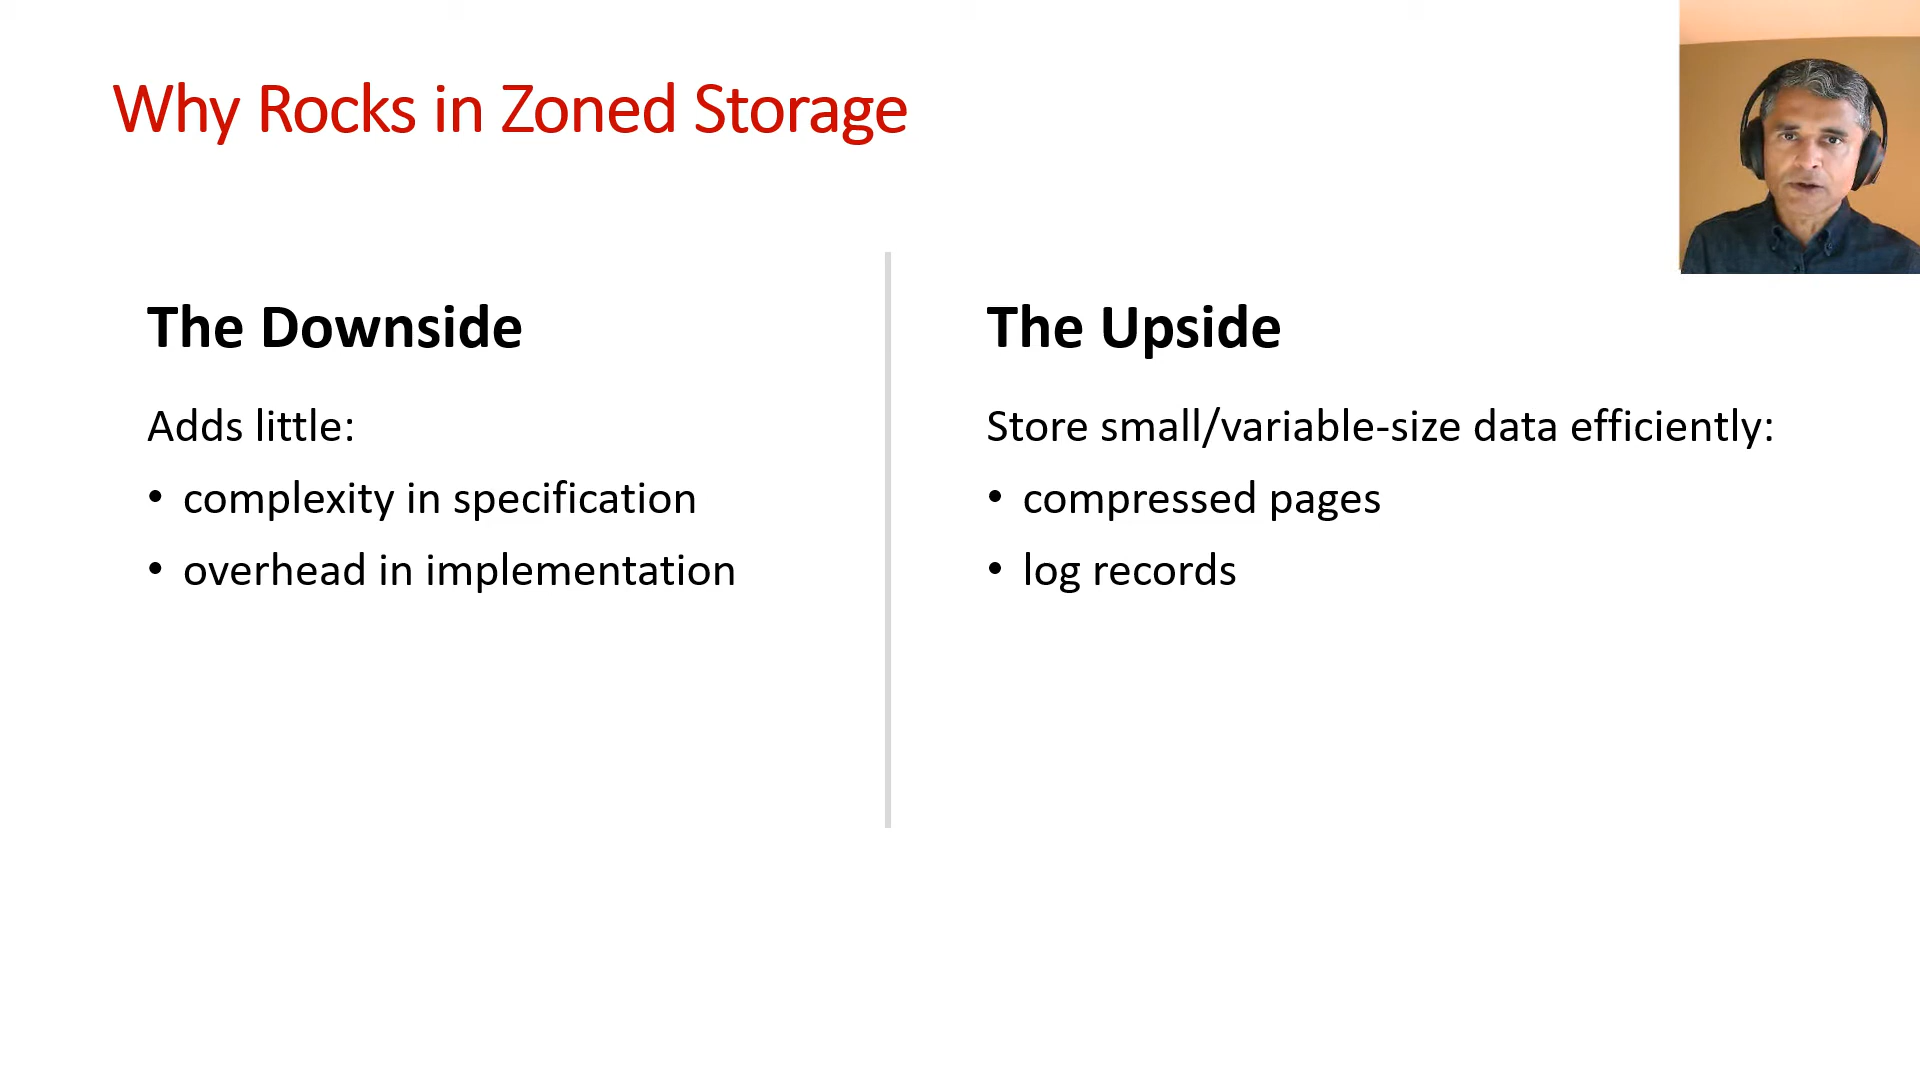 Why Rocks in Zoned Storage
The Downside
Adds little:
• complexity in specification
• overhead in implementation
The Upside
Store small/variable-size data efficiently:
• compressed pages
• log records